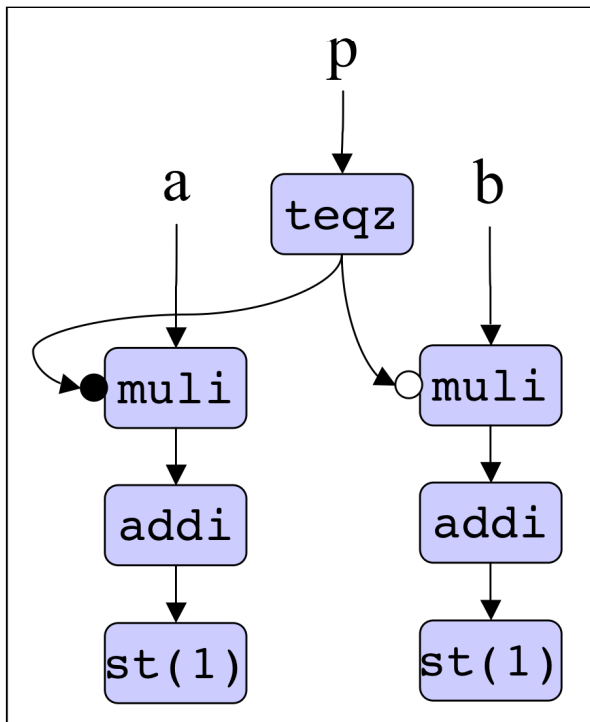 p
a
teqz
b
muli
muli
addi
addi
st(1)
st(1)